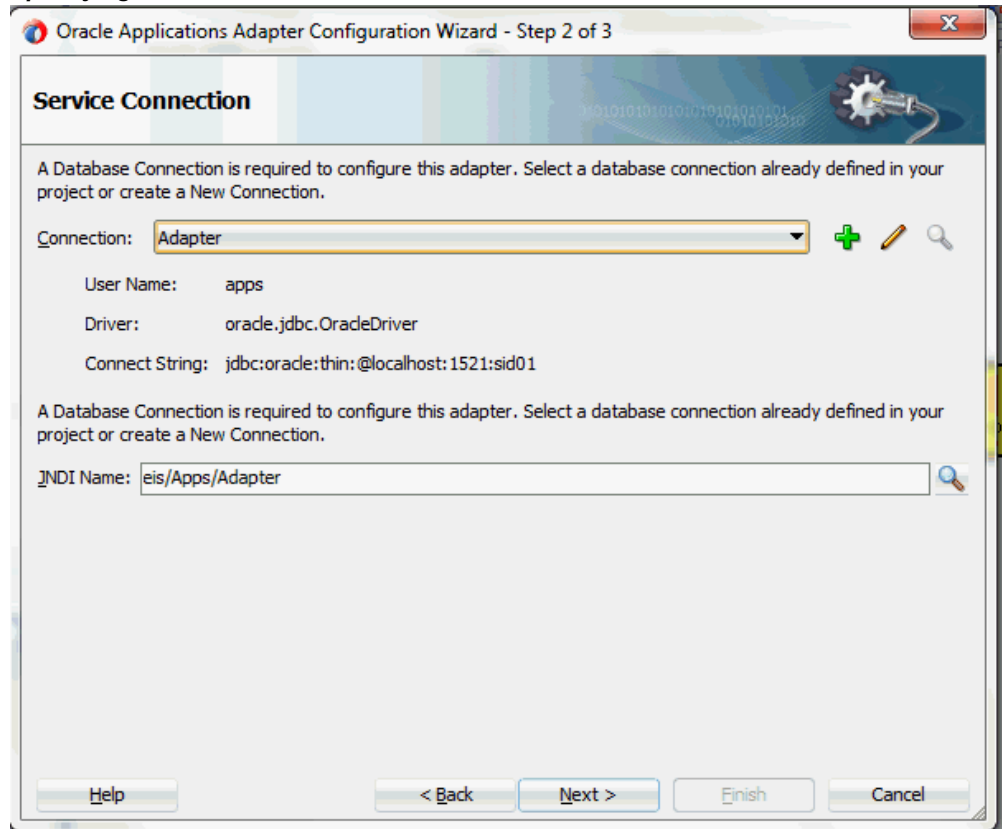 Oracle Applications Adapter Configuration Wizard - Step 2 of 3
Service Connection
A Database Connection is required to configure this adapter. Select a database connection already defined in your
project or create a New Connection.
Connection: Adapter
User Name: apps
Driver: oracle.jdbc.OracleDriver
Connect String: jdbc:oracle:thin:@localhost:1521:sid01
A Database Connection is required to configure this adapter. Select a database connection already defined in your
project or create a New Connection.
JNDI Name: eis/Apps/Adapter
Help < Back Next > Finish Cancel